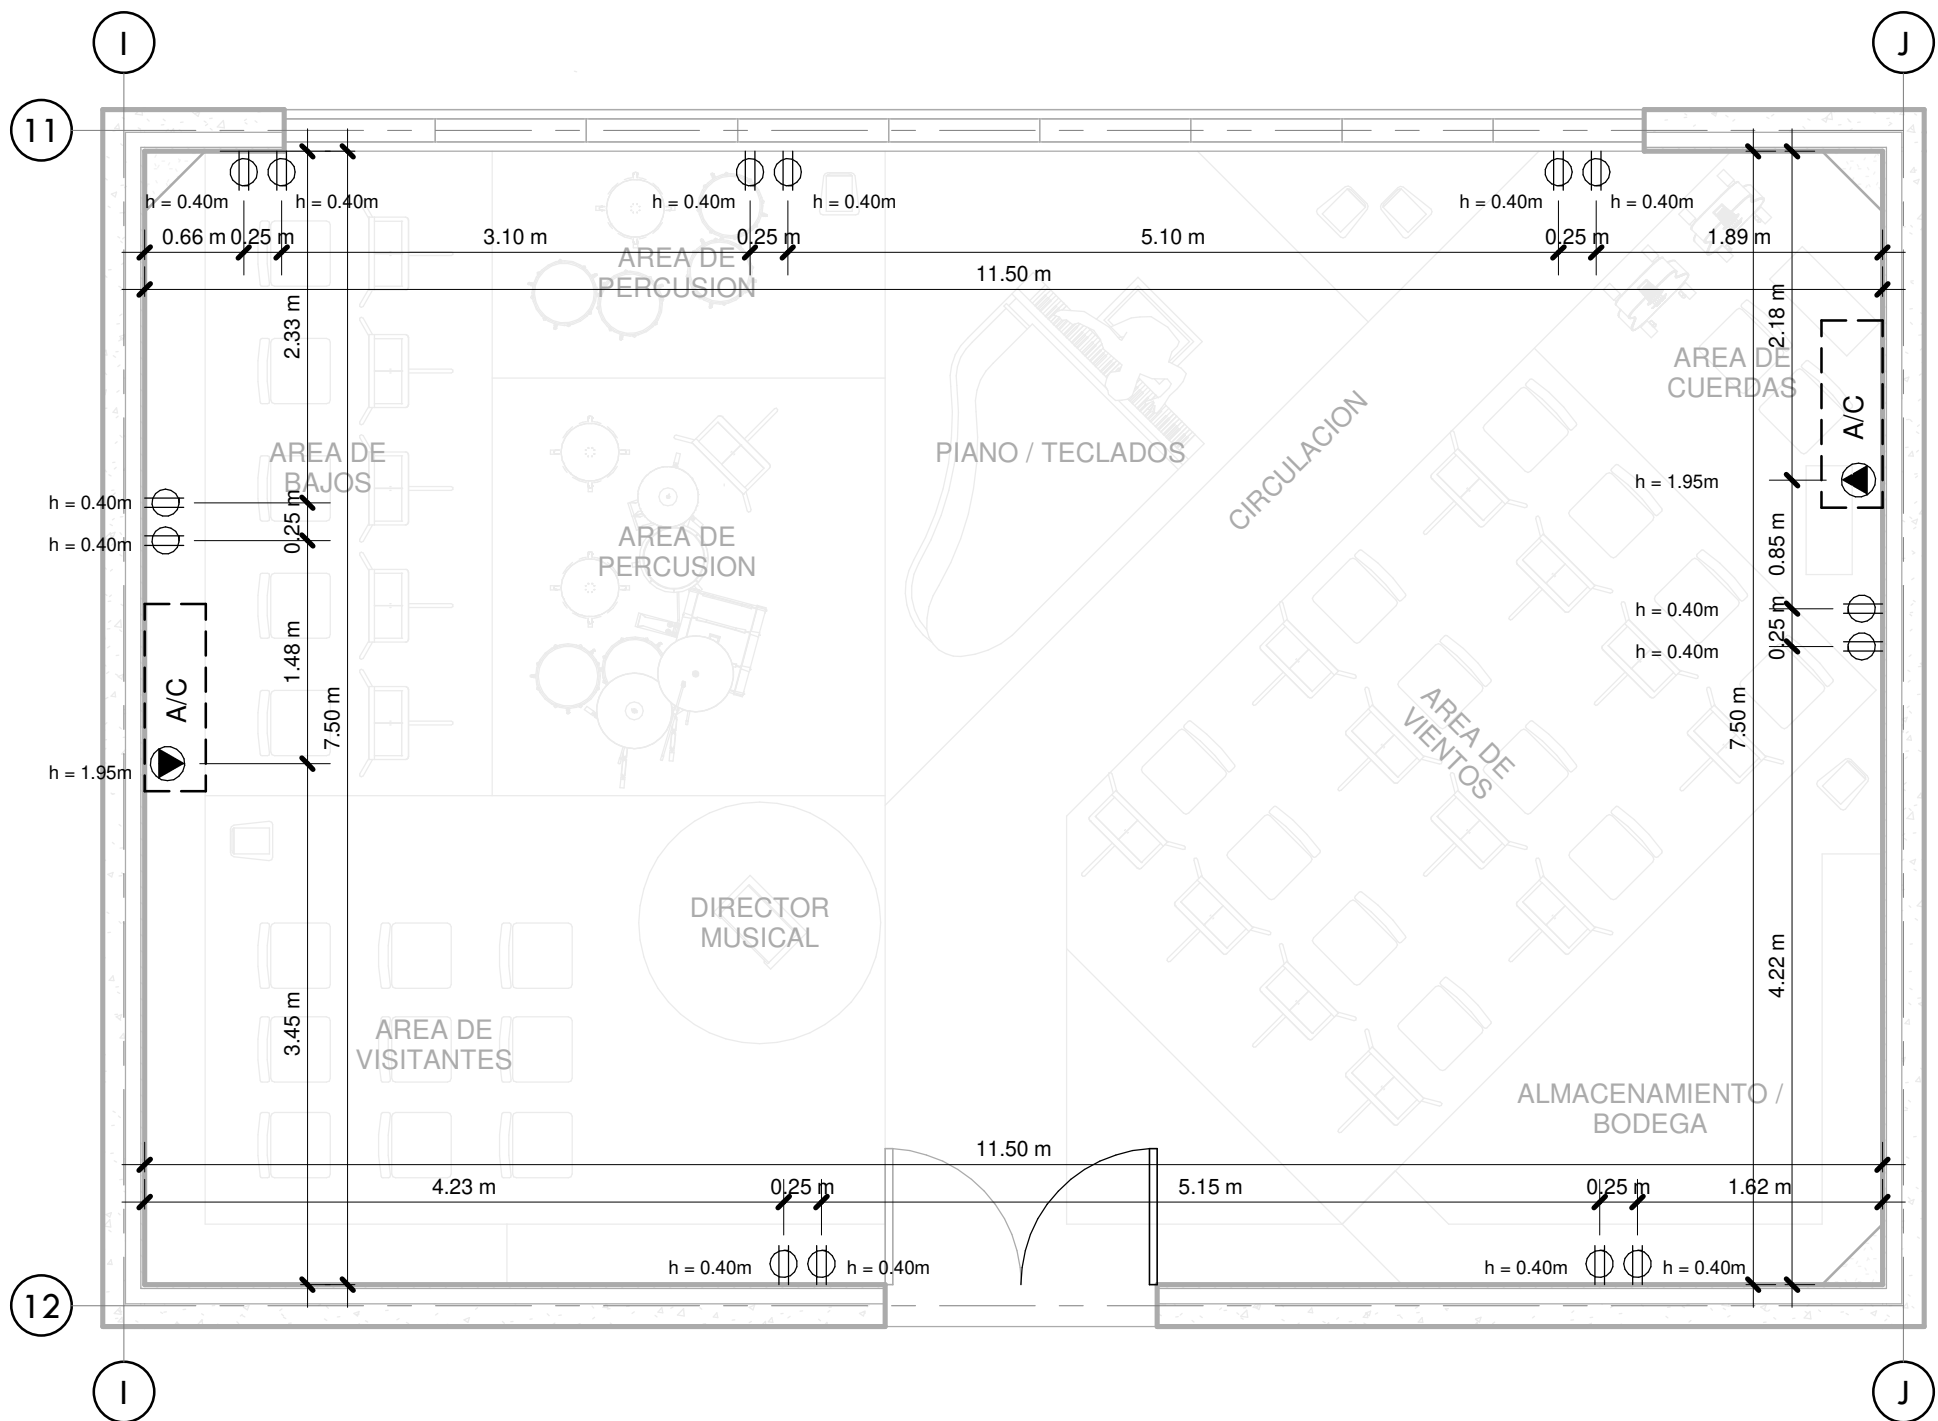 I
J
11
h = 0.40m
h = 0.40m
h = 0.40m
h = 0.40m
h = 0.40m
h = 0.40m
0.66 m
0.25 m
3.10 m
0.25 m
5.10 m
0.25 m
1.89 m
AREA DE
PERCUSION
11.50 m
2.33 m
2.18 m
AREA DE
CUERDAS
A/C
AREA DE
BAJOS
PIANO / TECLADOS
CIRCULACION
h = 1.95m
h = 0.40m
0.25 m
h = 0.40m
AREA DE
PERCUSION
0.85 m
h = 0.40m
0.25 m
h = 0.40m
1.48 m
A/C
7.50 m
7.50 m
AREA DE
VIENTOS
h = 1.95m
DIRECTOR
MUSICAL
4.22 m
3.45 m
AREA DE
VISITANTES
ALMACENAMIENTO /
BODEGA
11.50 m
4.23 m
0.25 m
5.15 m
0.25 m
1.62 m
h = 0.40m
h = 0.40m
h = 0.40m
h = 0.40m
12
I
J